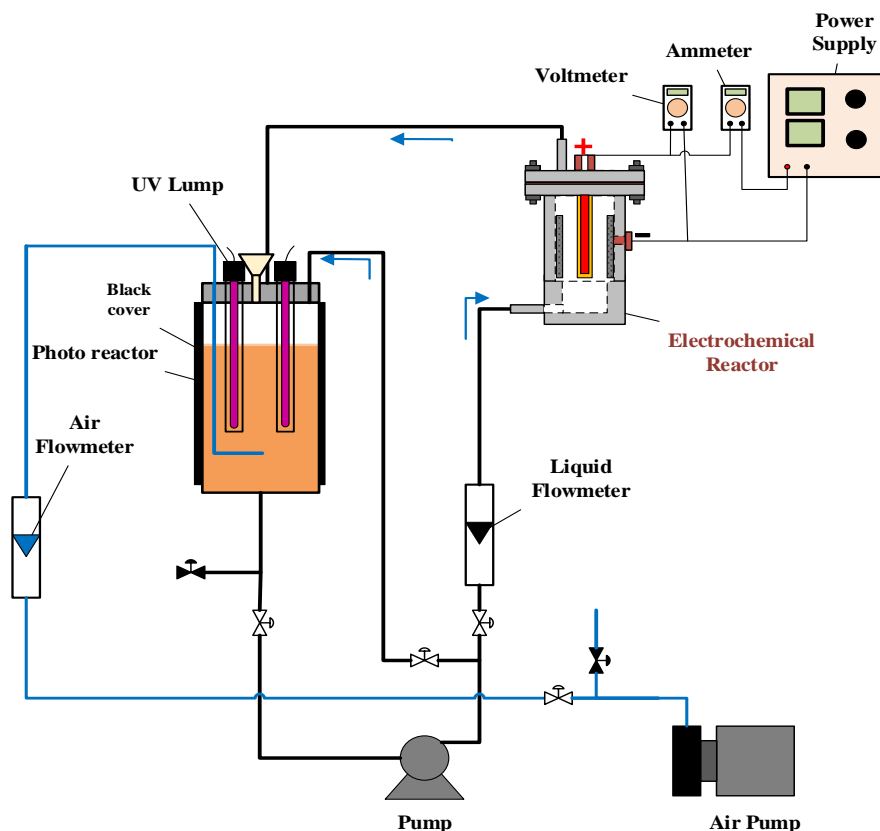 Power
Supply
Ammeter
Voltmeter
+
UV Lump
-
Black
cover
Photo reactor
Electrochemical
Reactor
Air
Flowmeter
Liquid
Flowmeter
Pump
Air Pump